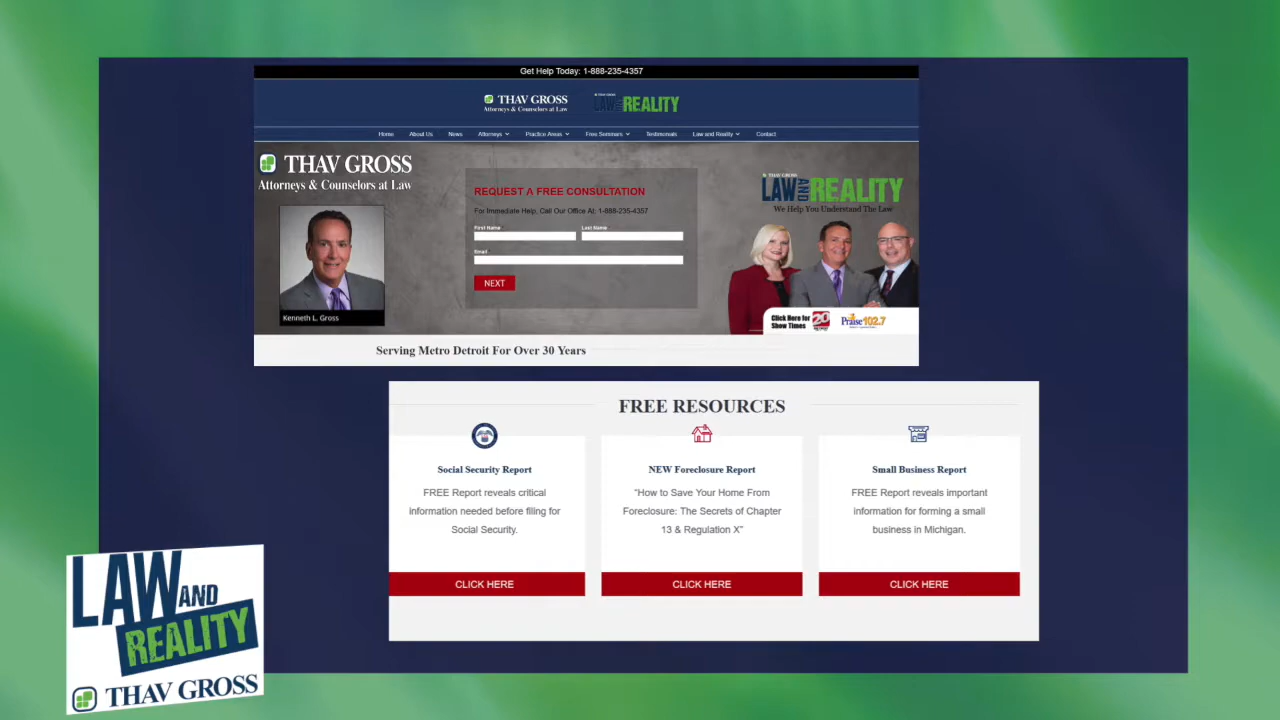 Get Help Today: 1-888-235-4357
THAV GROSS
Attorneys & Counselors at Law
THAV GROSS
LAW AND REALITY
Home About Us News Attorneys Practice Areas Free Seminars Testimonials Law and Reality Contact
THAV GROSS
Attorneys & Counselors at Law
Kenneth L. Gross
REQUEST A FREE CONSULTATION
For Immediate Help, Call Our Office At: 1-888-235-4357
First Name Last Name
Email
NEXT
THAV GROSS
LAW AND REALITY
We Help You Understand The Law
Click Here for
Show Times
20
Praise 102.7
Serving Metro Detroit For Over 30 Years
FREE RESOURCES
Social Security Report
FREE Report reveals critical
information needed before filing for
Social Security.
CLICK HERE
NEW Foreclosure Report
“How to Save Your Home From
Foreclosure: The Secrets of Chapter
13 & Regulation X”
CLICK HERE
Small Business Report
FREE Report reveals important
information for forming a small
business in Michigan.
CLICK HERE
LAW AND
REALITY
THAV GROSS